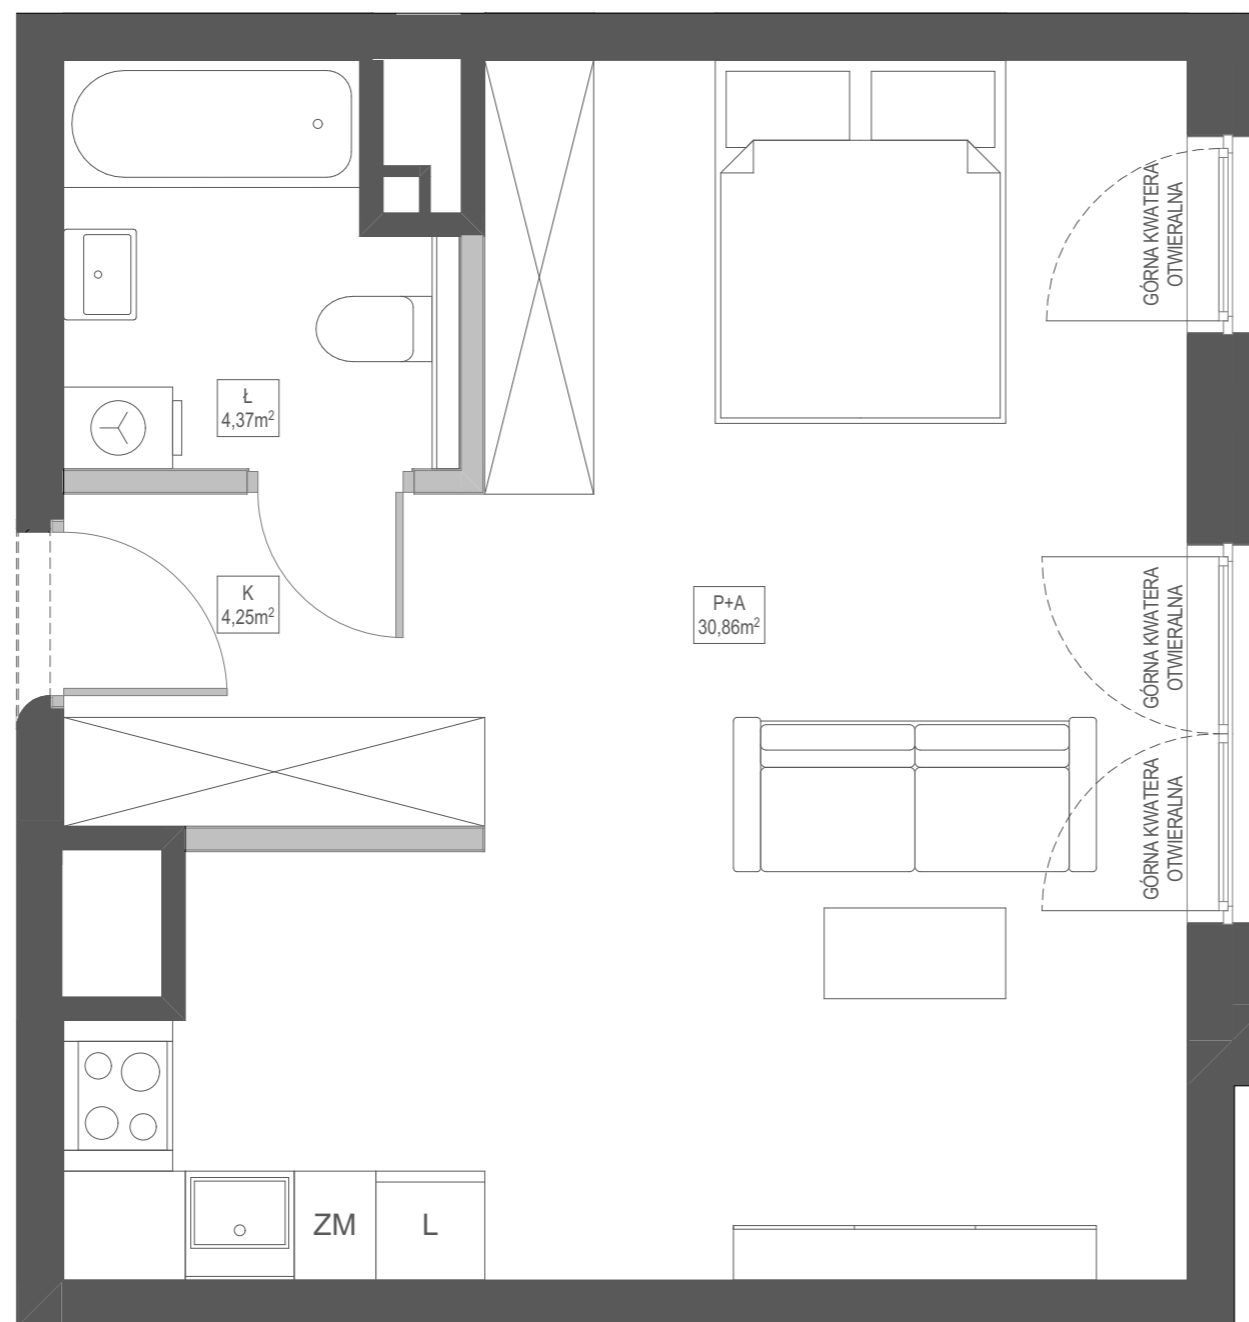 GÓRNA KWATERA
OTWIERALNA
Ł
4,37m²
K
4,25m²
P+A
30,86m²
GÓRNA KWATERA
OTWIERALNA
GÓRNA KWATERA
OTWIERALNA
ZM
L